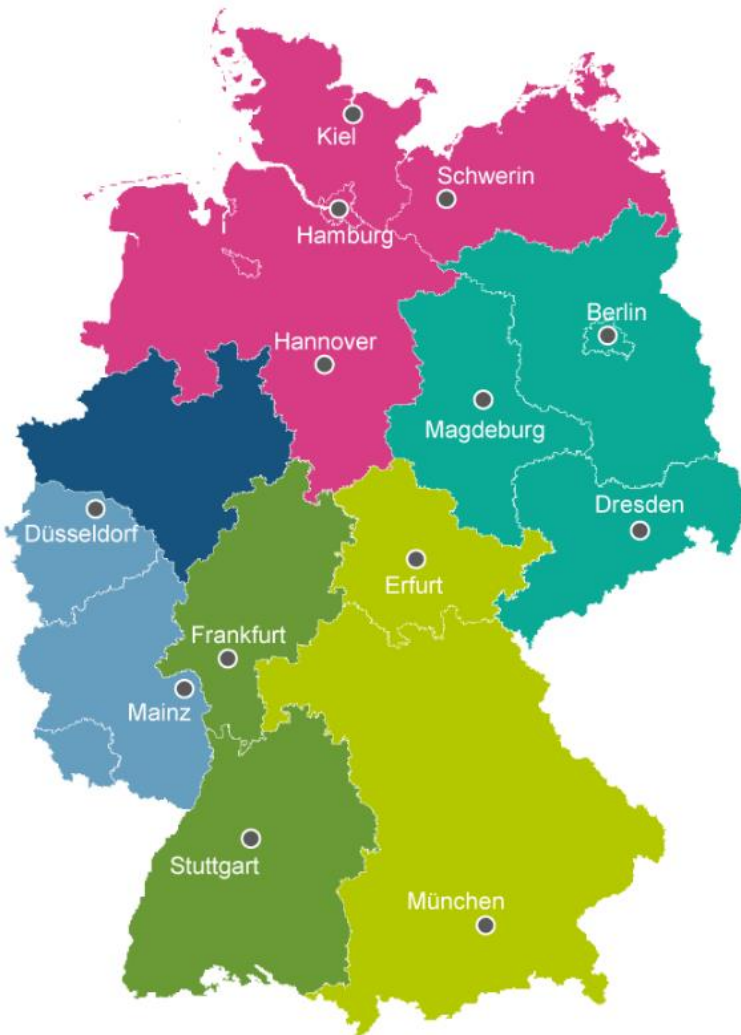 Kiel
Schwerin
Hamburg
Berlin
Hannover
Magdeburg
Dresden
Düsseldorf
Erfurt
Frankfurt
Mainz
Stuttgart
München